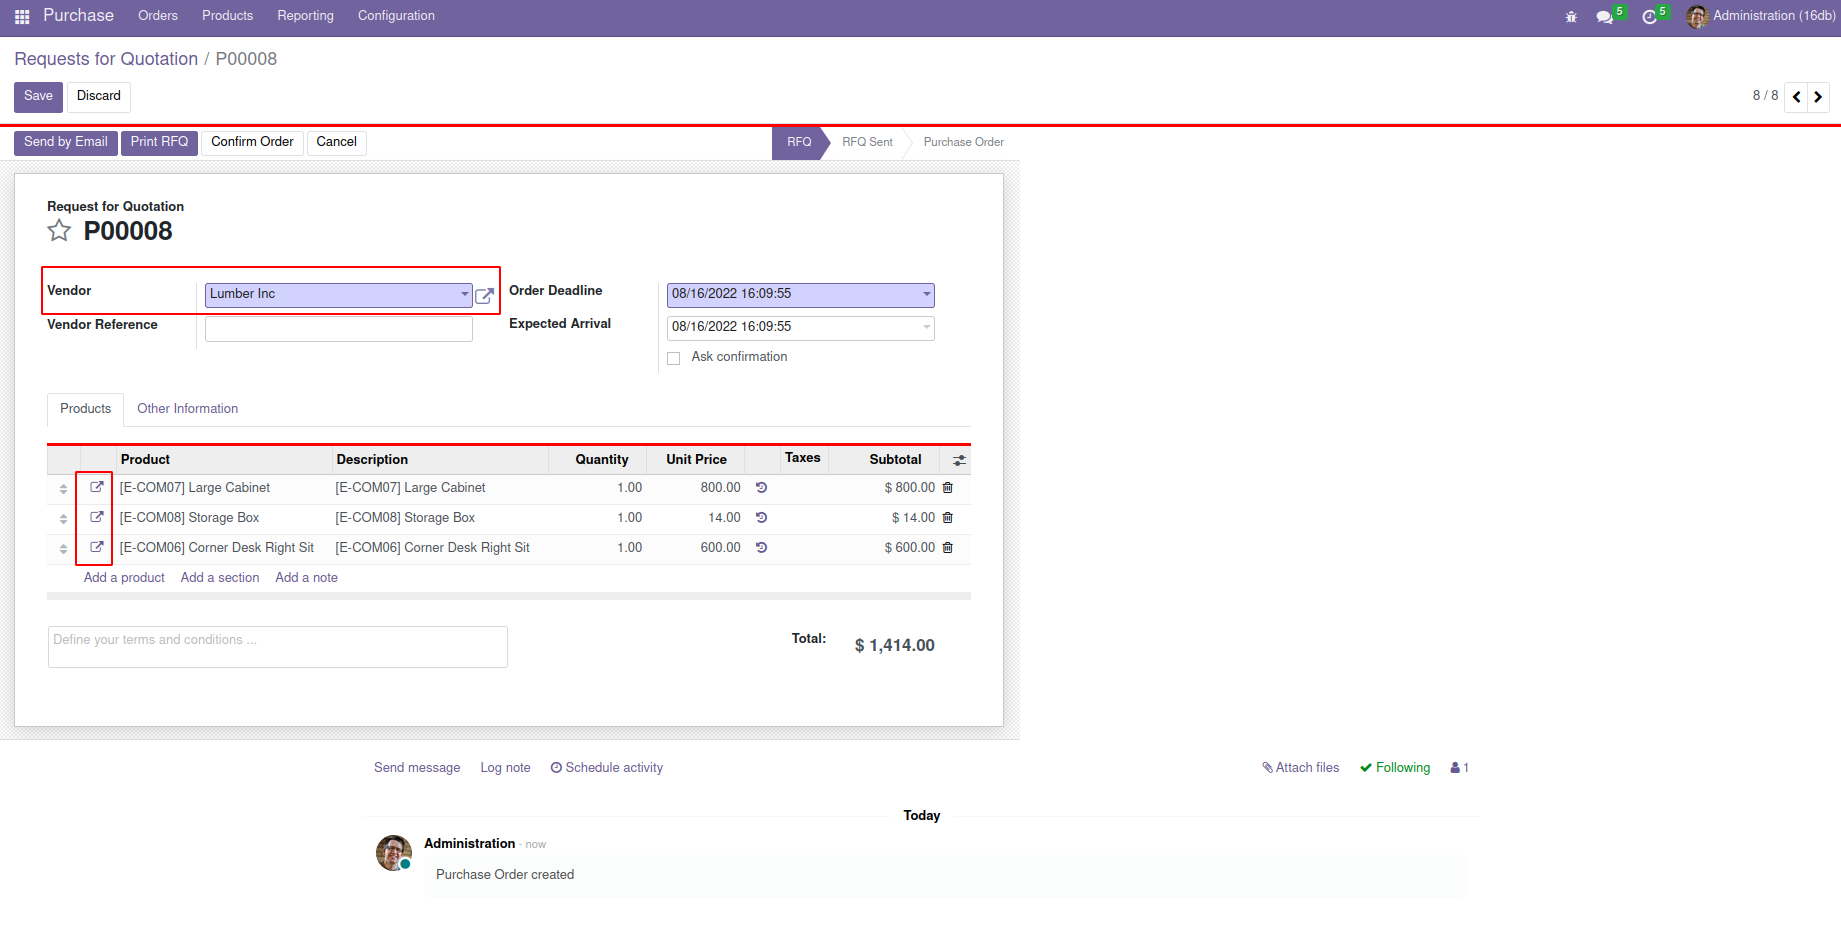 Purchase Orders Products Reporting Configuration 5 5 Administration (16db)
Requests for Quotation / P00008
Save Discard 8 / 8
Send by Email Print RFQ Confirm Order Cancel RFQ RFQ Sent Purchase Order
Request for Quotation
P00008
Vendor Lumber Inc Order Deadline 08/16/2022 16:09:55
Vendor Reference Expected Arrival 08/16/2022 16:09:55
Ask confirmation
Products Other Information
Product Description Quantity Unit Price Taxes Subtotal
[E-COM07] Large Cabinet [E-COM07] Large Cabinet 1.00 800.00 $ 800.00
[E-COM08] Storage Box [E-COM08] Storage Box 1.00 14.00 $ 14.00
[E-COM06] Corner Desk Right Sit [E-COM06] Corner Desk Right Sit 1.00 600.00 $ 600.00
Add a product Add a section Add a note
Define your terms and conditions ... Total: $ 1,414.00
Send message Log note Schedule activity Attach files Following 1
Today
Administration - now
Purchase Order created